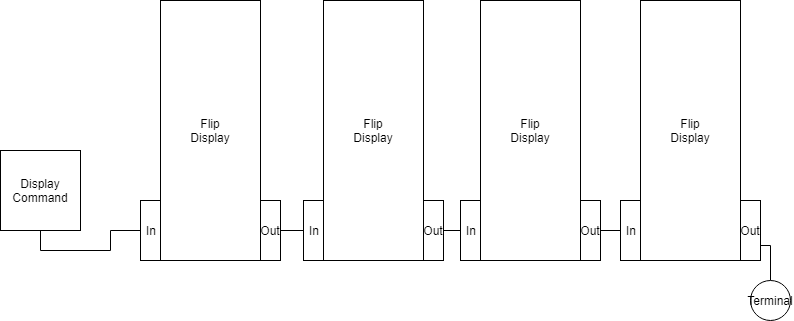 Flip
Display
Flip
Display
Flip
Display
Flip
Display
Display
Command
In
Out
In
Out
In
Out
In
Out
Terminal